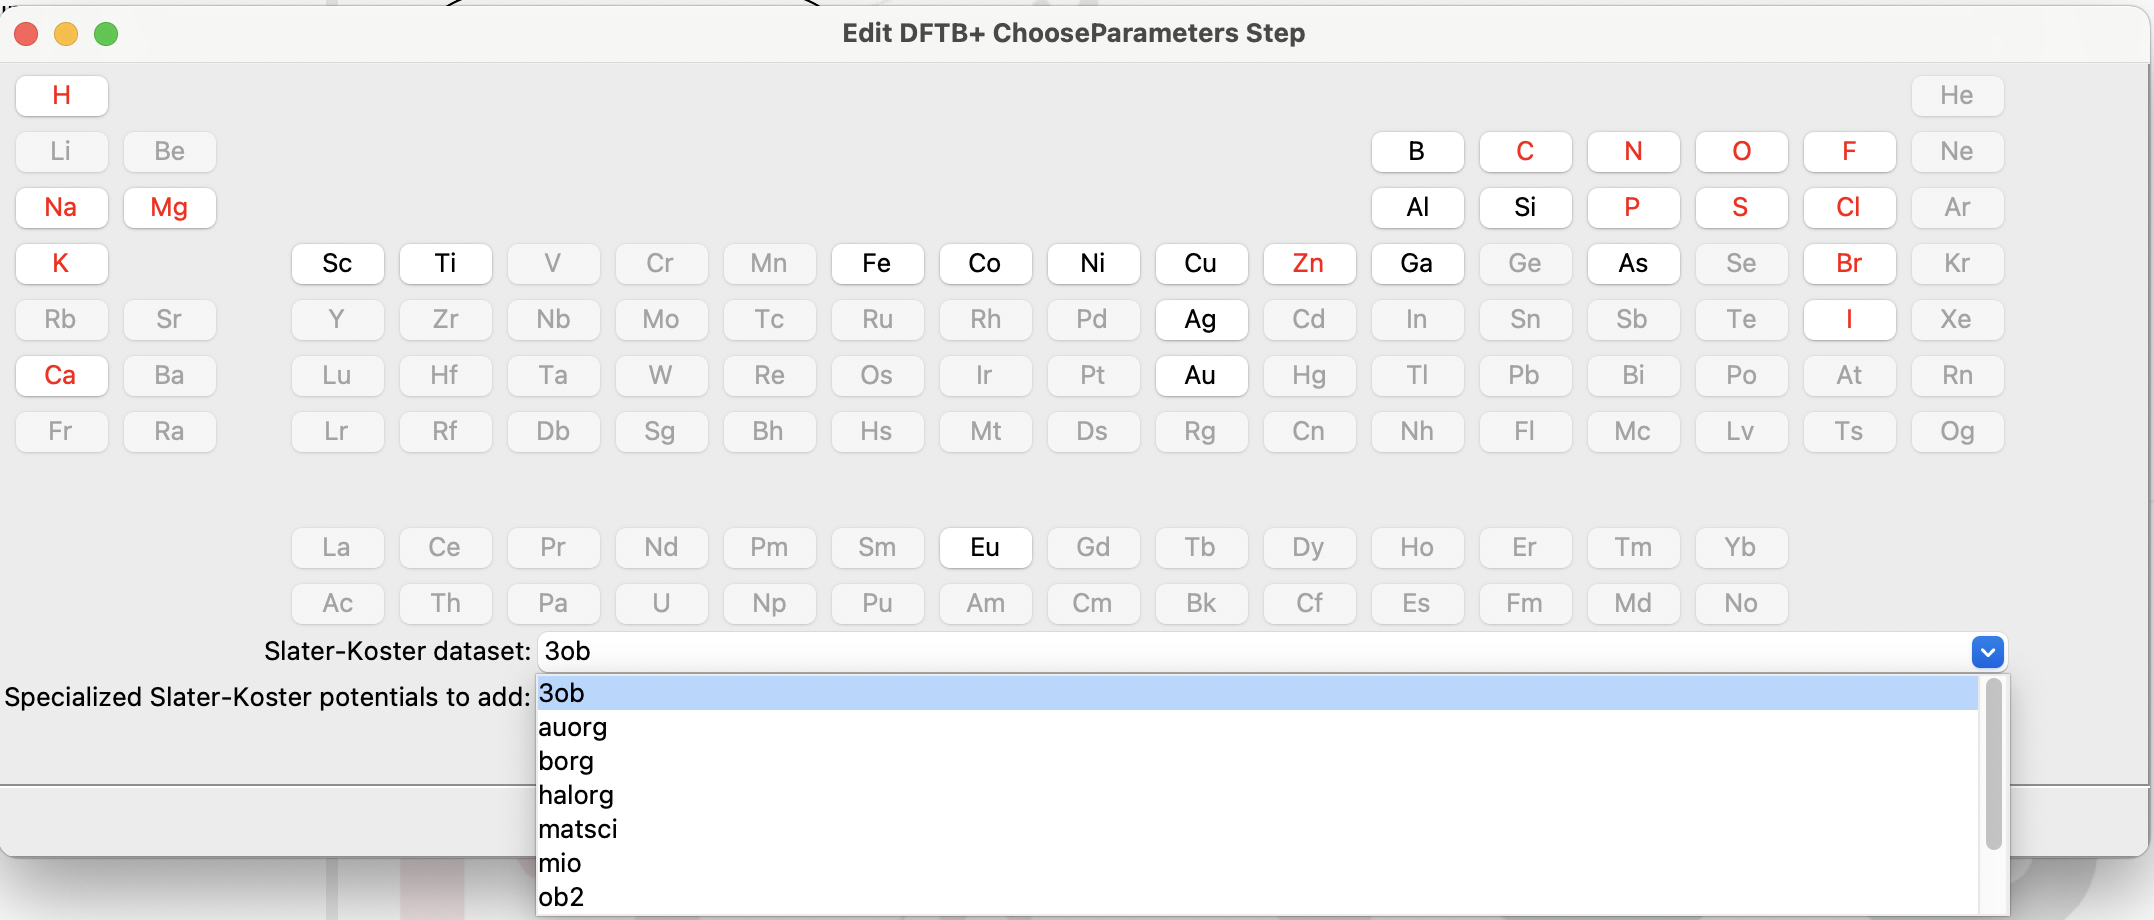 Edit DFTB+ ChooseParameters Step
H He
Li Be B C N O F Ne
Na Mg Al Si P S Cl Ar
K Sc Ti V Cr Mn Fe Co Ni Cu Zn Ga Ge As Se Br Kr
Rb Sr Y Zr Nb Mo Tc Ru Rh Pd Ag Cd In Sn Sb Te I Xe
Ca Ba Lu Hf Ta W Re Os Ir Pt Au Hg Tl Pb Bi Po At Rn
Fr Ra Lr Rf Db Sg Bh Hs Mt Ds Rg Cn Nh Fl Mc Lv Ts Og
La Ce Pr Nd Pm Sm Eu Gd Tb Dy Ho Er Tm Yb
Ac Th Pa U Np Pu Am Cm Bk Cf Es Fm Md No
Slater-Koster dataset: 3ob
Specialized Slater-Koster potentials to add: 3ob
auorg
borg
halorg
matsci
mio
ob2